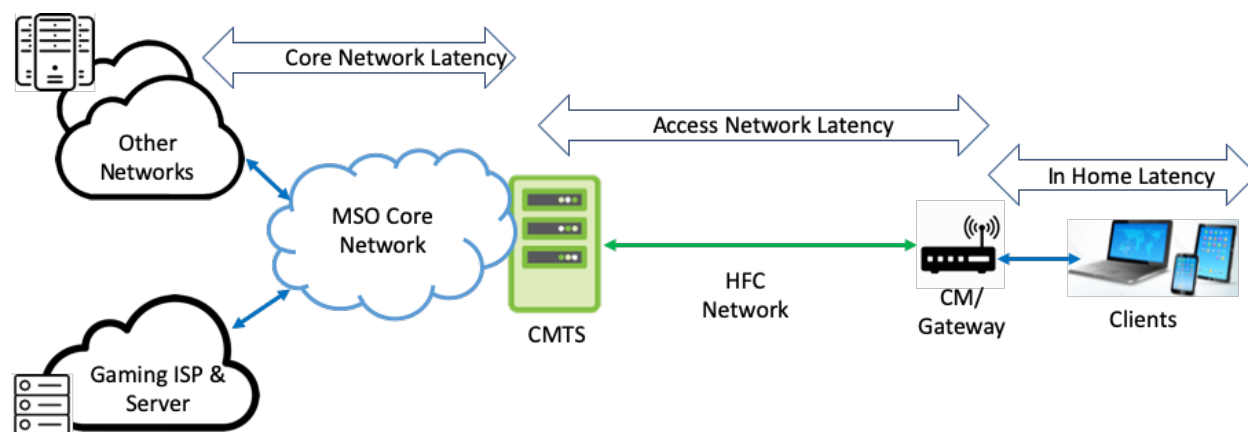 Core Network Latency
Access Network Latency
In Home Latency
Other
Networks
MSO Core
Network
HFC
Network
CM/
Gateway
Clients
CMTS
Gaming ISP &
Server